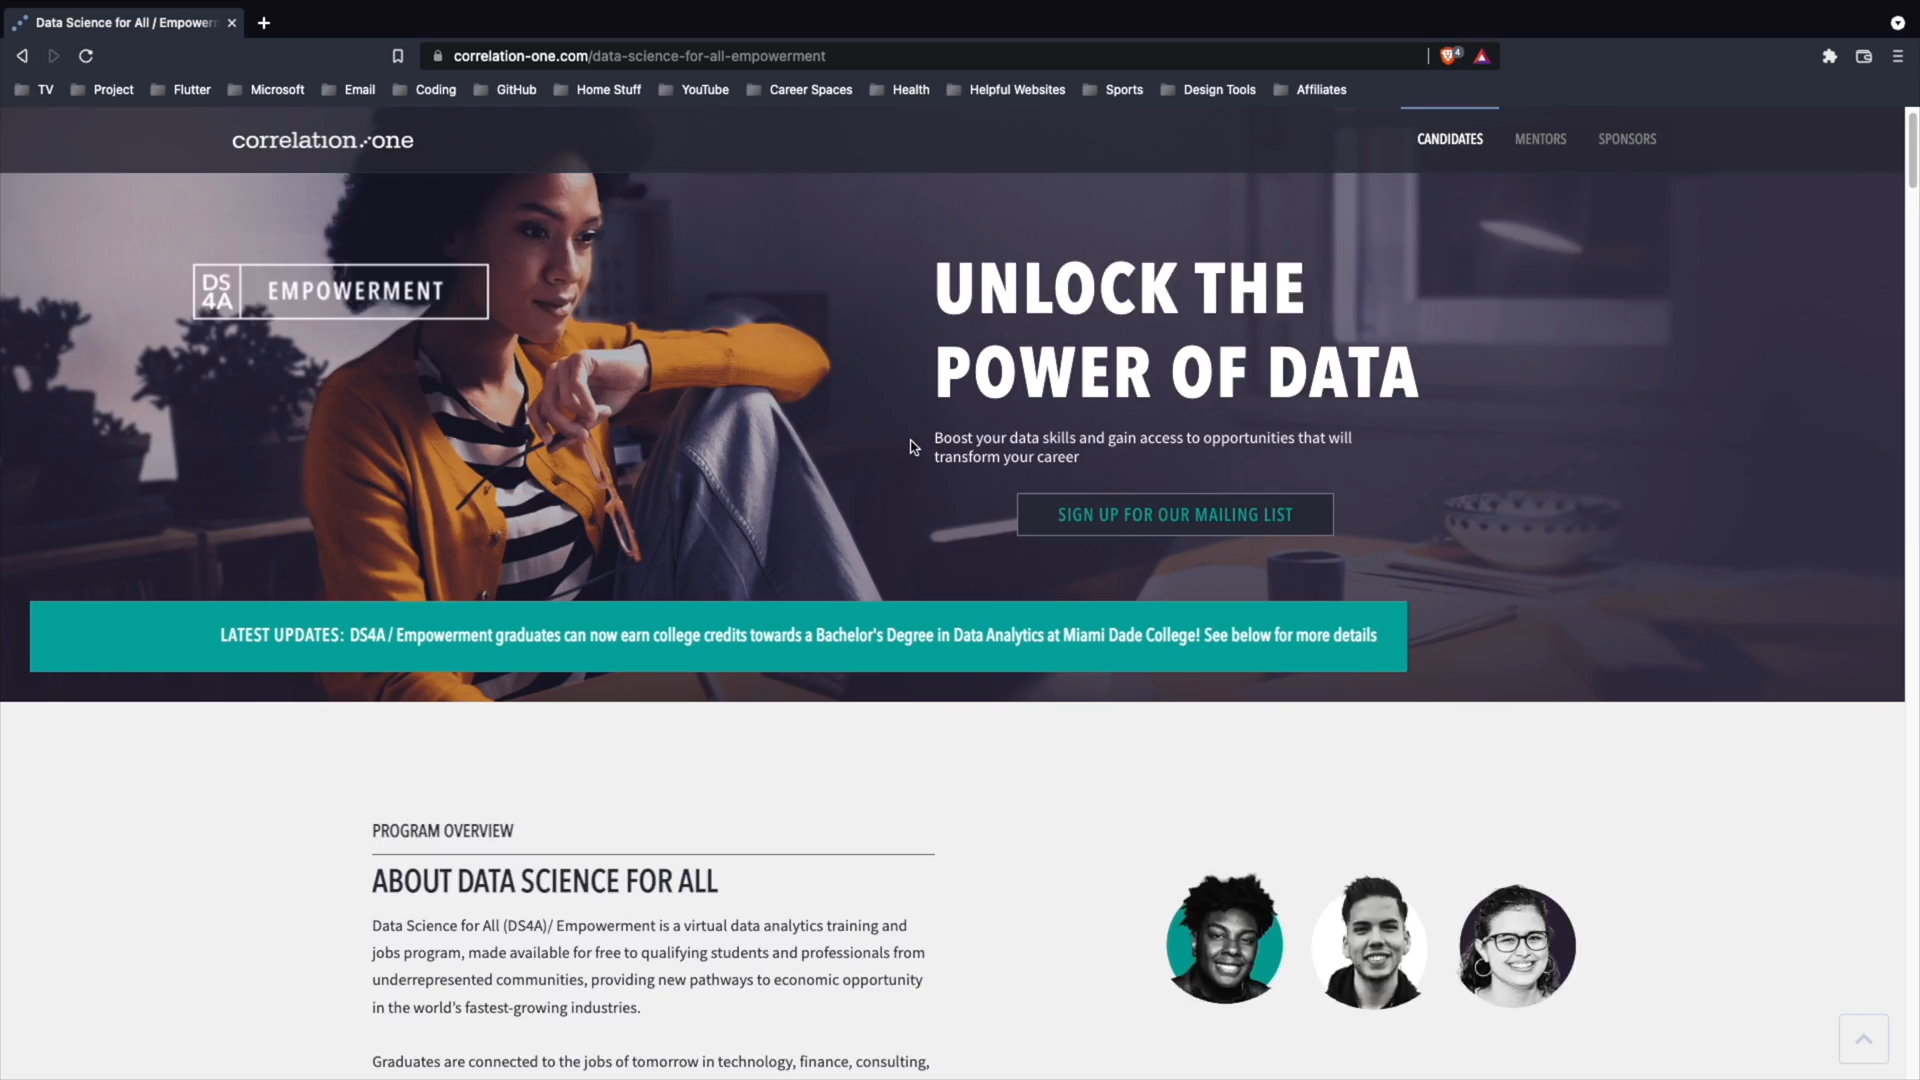 Data Science for All / Empower
correlation-one.com/data-science-for-all-empowerment
4
TV
Project
Flutter
Microsoft
Email
Coding
GitHub
Home Stuff
YouTube
Career Spaces
Health
Helpful Websites
Sports
Design Tools
Affiliates
correlation one
CANDIDATES
MENTORS
SPONSORS
DS
4A
EMPOWERMENT
UNLOCK THE
POWER OF DATA
Boost your data skills and gain access to opportunities that will
transform your career
SIGN UP FOR OUR MAILING LIST
LATEST UPDATES: DS4A / Empowerment graduates can now earn college credits towards a Bachelor's Degree in Data Analytics at Miami Dade College! See below for more details
PROGRAM OVERVIEW
ABOUT DATA SCIENCE FOR ALL
Data Science for All (DS4A)/ Empowerment is a virtual data analytics training and
jobs program, made available for free to qualifying students and professionals from
underrepresented communities, providing new pathways to economic opportunity
in the world's fastest-growing industries.
Graduates are connected to the jobs of tomorrow in technology, finance, consulting,